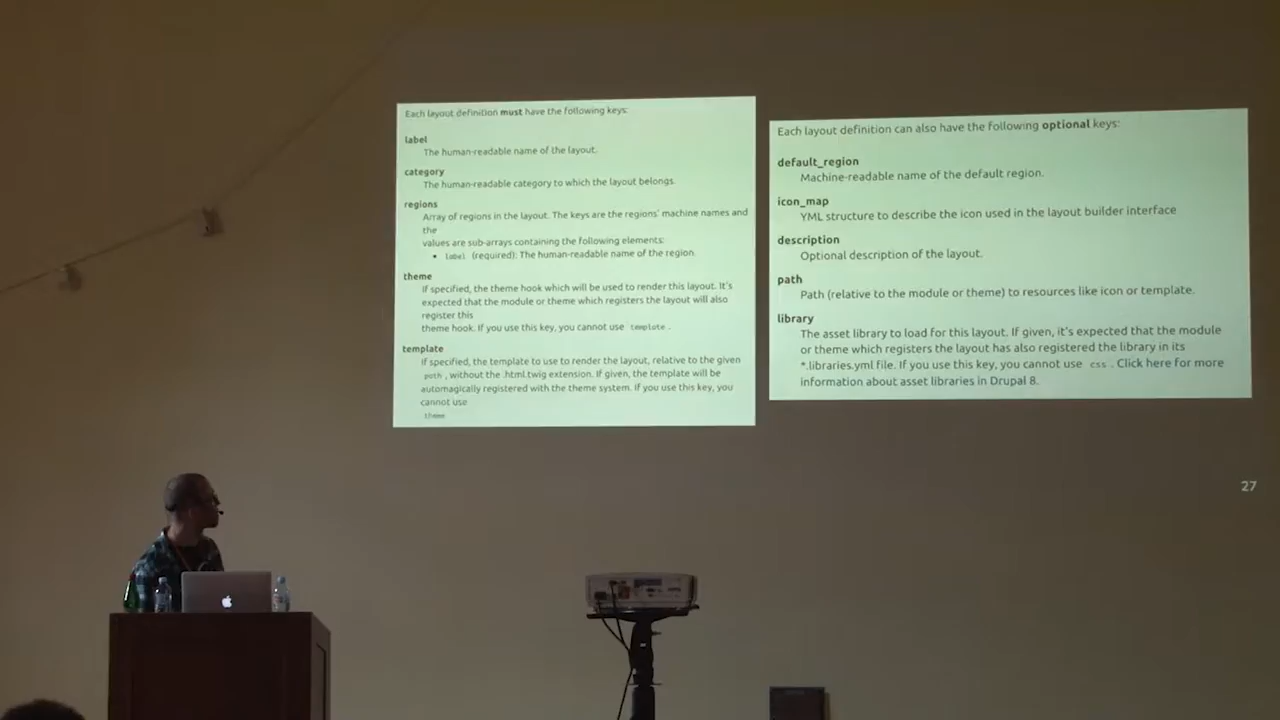 Each layout definition must have the following keys:
label
The human-readable name of the layout.
category
The human-readable category to which the layout belongs.
regions
Array of regions in the layout. The keys are the regions' machine names and
the
values are sub-arrays containing the following elements:
• label (required): The human-readable name of the region
theme
If specified, the theme hook which will be used to render this layout. It's
expected that the module or theme which registers the layout will also
register this
theme hook. If you use this key, you cannot use template.
template
If specified, the template to use to render the layout, relative to the given
path, without the .html.twig extension. If given, the template will be
automagically registered with the theme system. If you use this key, you
cannot use
theme
Each layout definition can also have the following optional keys:
default_region
Machine-readable name of the default region.
icon_map
YML structure to describe the icon used in the layout builder interface
description
Optional description of the layout.
path
Path (relative to the module or theme) to resources like icon or template.
library
The asset library to load for this layout. If given, it's expected that the module
or theme which registers the layout has also registered the library in its
*.libraries.yml file. If you use this key, you cannot use css. Click here for more
information about asset libraries in Drupal 8.
27